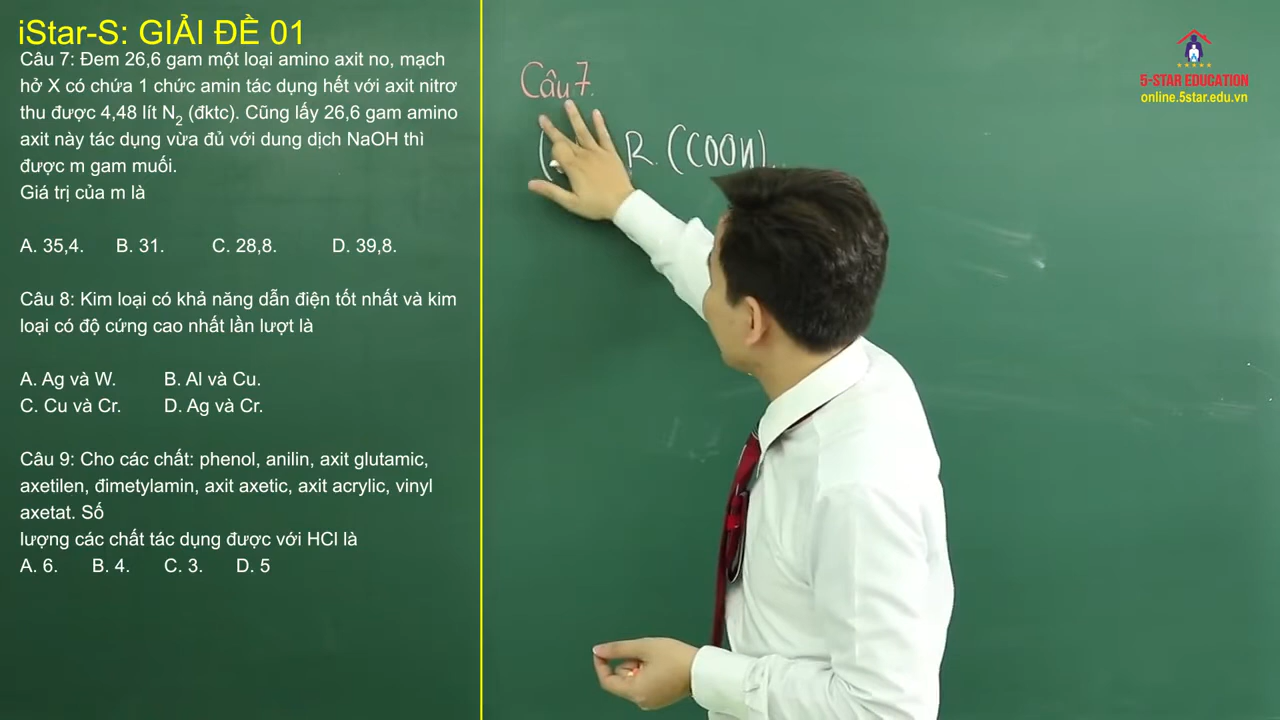 iStar-S: GIẢI ĐỀ 01
Câu 7: Đem 26,6 gam một loại amino axit no, mạch
hở X có chứa 1 chức amin tác dụng hết với axit nitrơ
thu được 4,48 lít N₂ (đktc). Cũng lấy 26,6 gam amino
axit này tác dụng vừa đủ với dung dịch NaOH thì
được m gam muối.
Giá trị của m là
A. 35,4. B. 31. C. 28,8. D. 39,8.
Câu 8: Kim loại có khả năng dẫn điện tốt nhất và kim
loại có độ cứng cao nhất lần lượt là
A. Ag và W. B. Al và Cu.
C. Cu và Cr. D. Ag và Cr.
Câu 9: Cho các chất: phenol, anilin, axit glutamic,
axetilen, đimetylamin, axit axetic, axit acrylic, vinyl
axetat. Số
lượng các chất tác dụng được với HCl là
A. 6. B. 4. C. 3. D. 5
Câu 7.
R (COOH)
5-STAR EDUCATION
online.5star.edu.vn